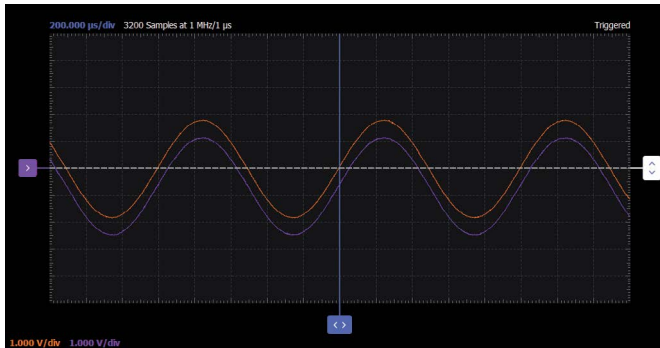 200.000 µs/div 3200 Samples at 1 MHz/1 µs Triggered
1.000 V/div 1.000 V/div